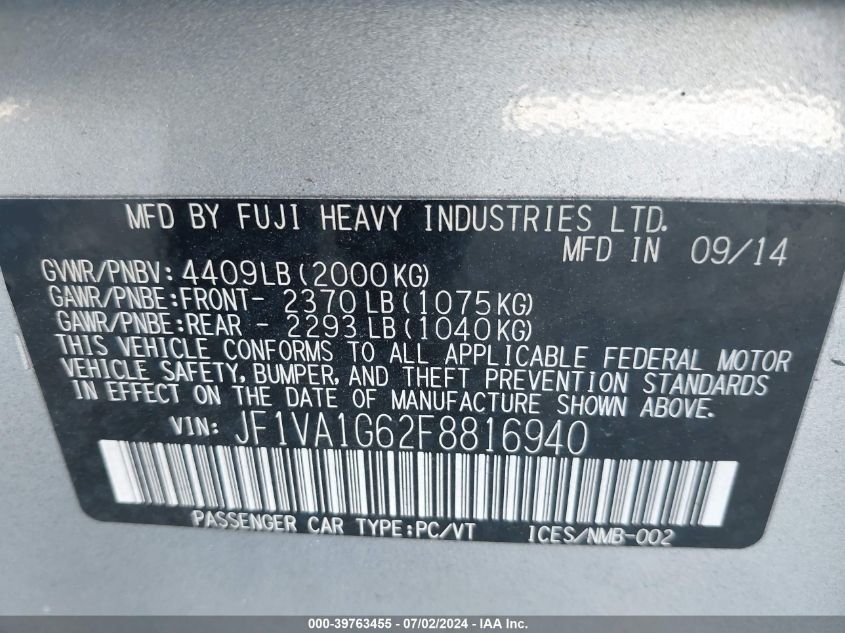 MFD BY FUJI HEAVY INDUSTRIES LTD.
MFD IN 09/14
GVWR/PNBV: 4409LB(2000KG)
GAWR/PNBE:FRONT- 2370LB(1075KG)
GAWR/PNBE:REAR - 2293LB(1040KG)
THIS VEHICLE CONFORMS TO ALL APPLICABLE FEDERAL MOTOR
VEHICLE SAFETY, BUMPER, AND THEFT PREVENTION STANDARDS
IN EFFECT ON THE DATE OF MANUFACTURE SHOWN ABOVE.
VIN: JF1VA1G62F8816940
PASSENGER CAR TYPE:PC/VT ICES/NMB-002
000-39763455 - 07/02/2024 - IAA Inc.